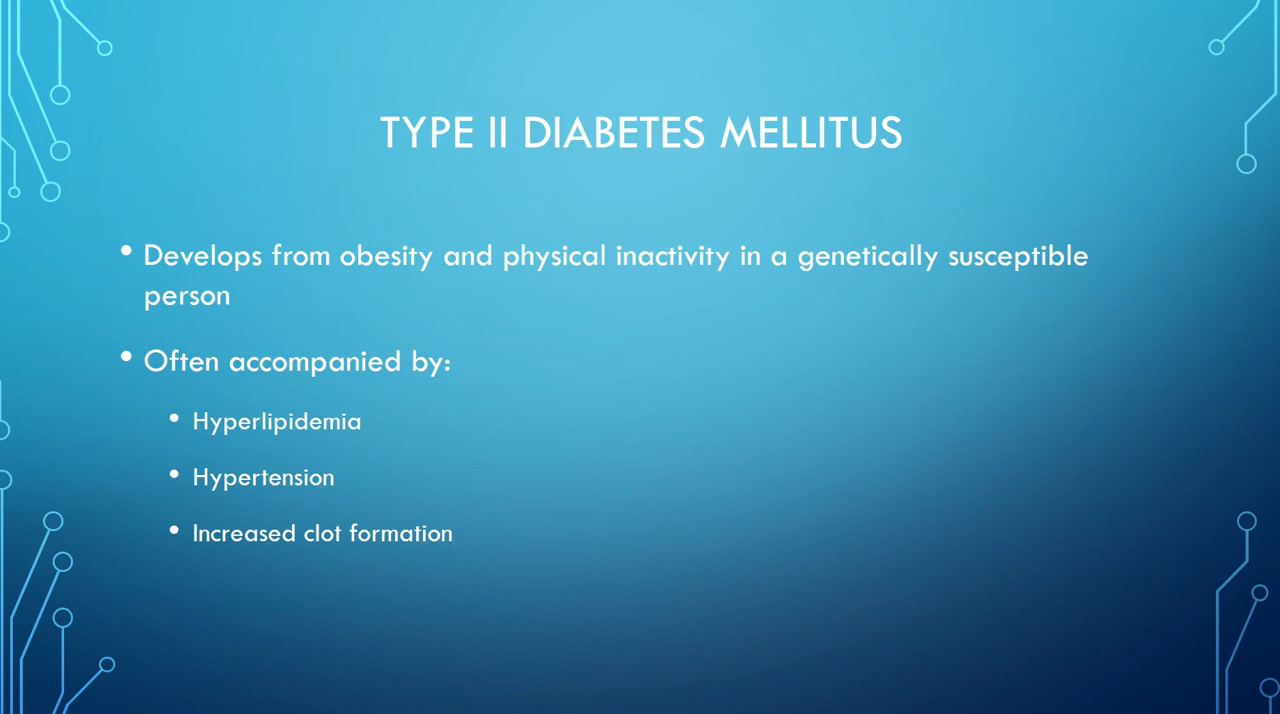 TYPE II DIABETES MELLITUS
• Develops from obesity and physical inactivity in a genetically susceptible
person
• Often accompanied by:
• Hyperlipidemia
• Hypertension
• Increased clot formation